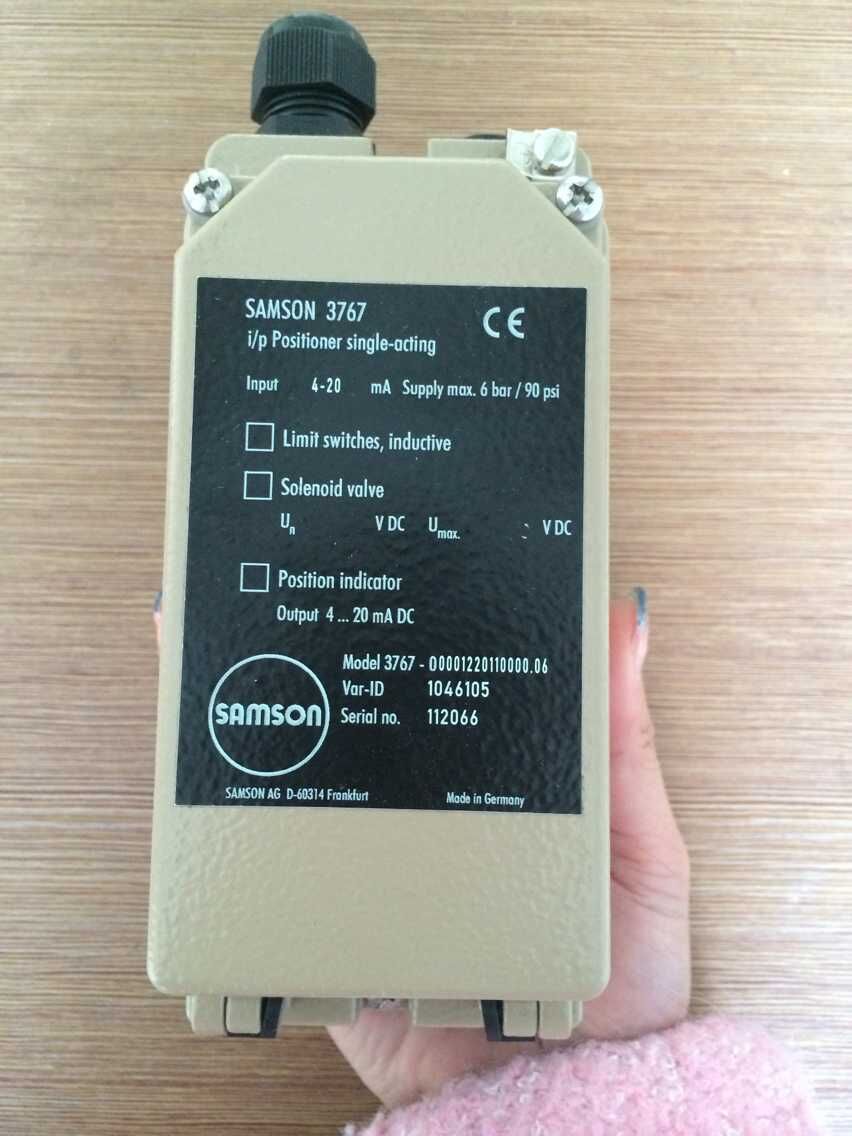 SAMSON 3767 CE
i/p Positioner single-acting
Input 4-20 mA Supply max. 6 bar / 90 psi
Limit switches, inductive
Solenoid valve
Un V DC Umax. V DC
Position indicator
Output 4 ... 20 mA DC
Model 3767 - 00001220110000.06
Var-ID 1046105
SAMSON
Serial no. 112066
SAMSON AG D-60314 Frankfurt Made in Germany